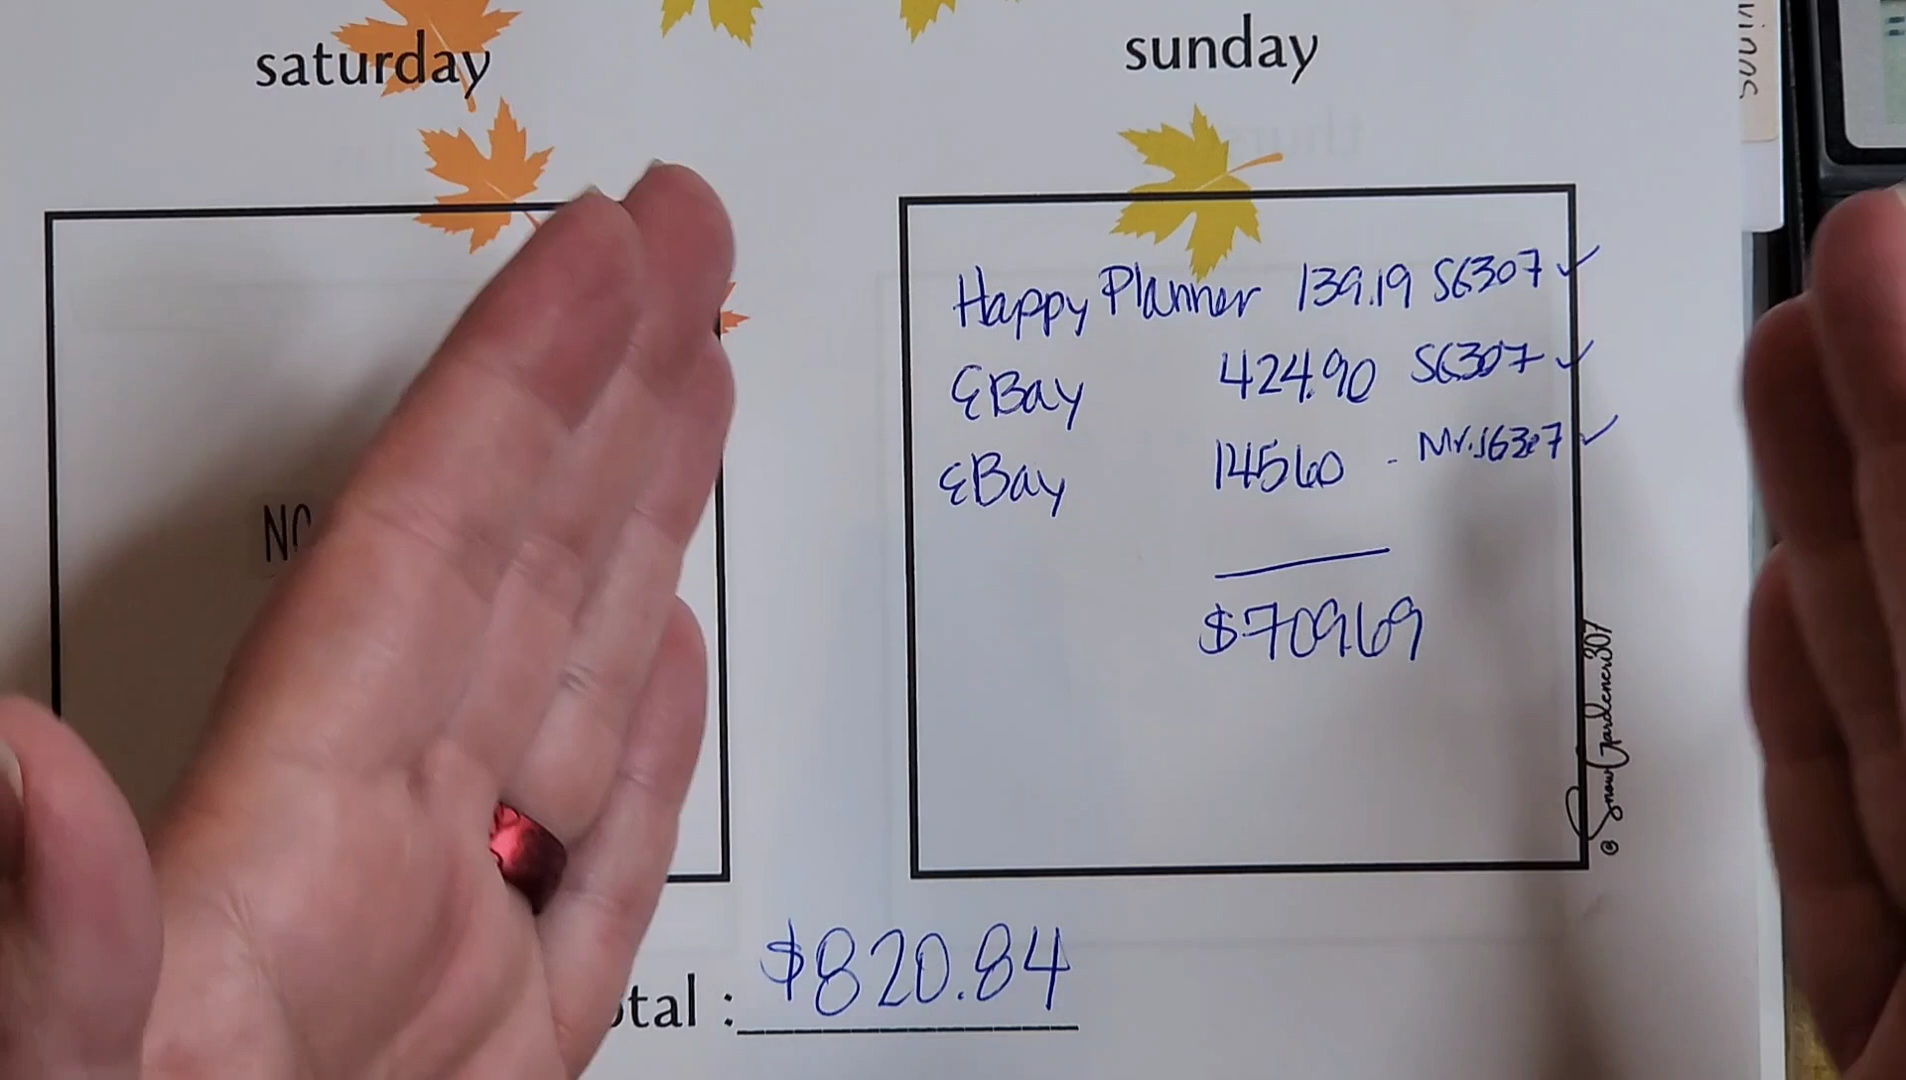 saturday
sunday
Happy Planner 139.19 SG307 ✓
EBay 424.90 SG307 ✓
EBay 145.60 - Mr.SG307 ✓
NO
$709.69
@SnowGardener307
otal : $820.84